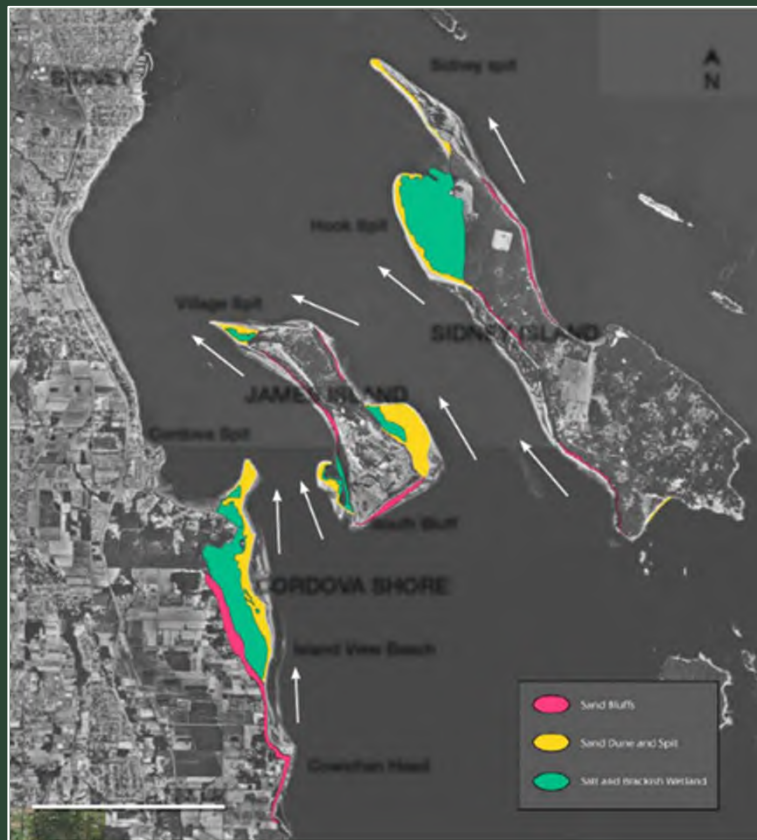 SIDNEY
Sidney spit
A
N
Hook Spit
Village Spit
SIDNEY ISLAND
JAMES ISLAND
Cordova Spit
South Bluff
CORDOVA SHORE
Island View Beach
Sand Bluffs
Sand Dune and Spit
Salt and Brackish Wetland
Cowichan Head